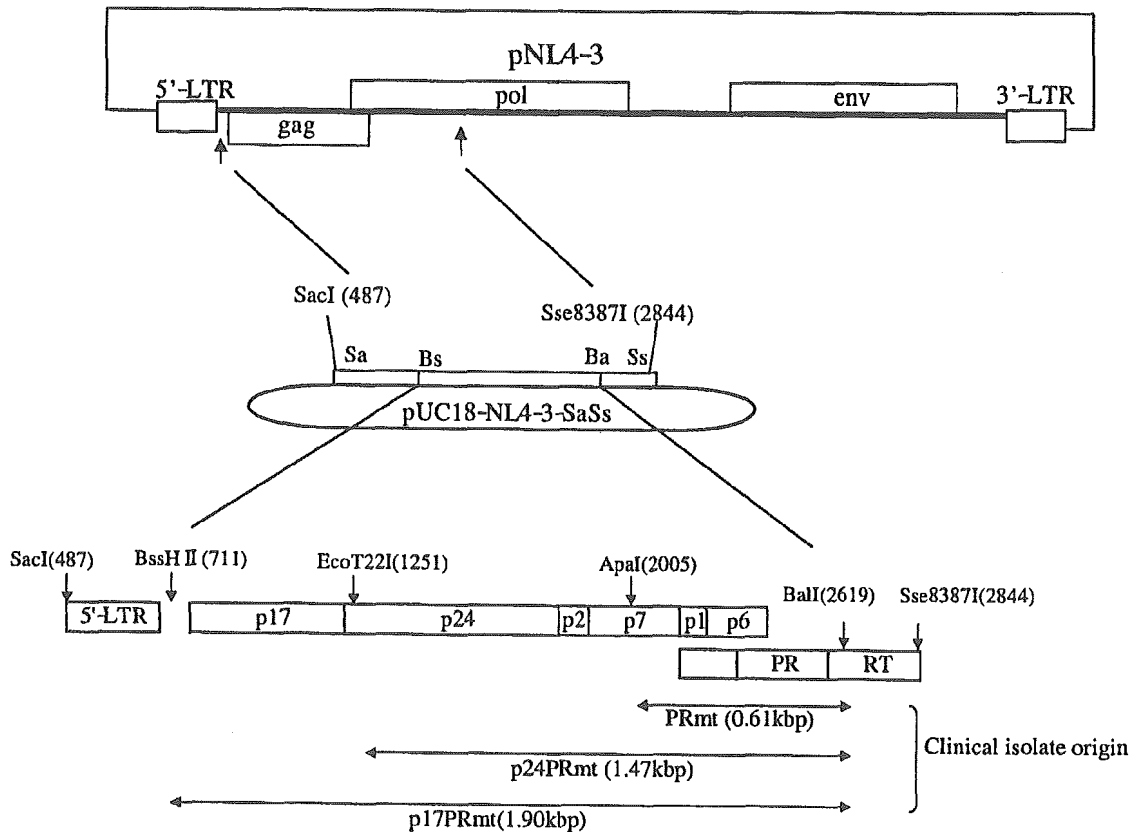 pNL4-3
5'-LTR
pol
env
3'-LTR
gag
SacI (487)
Sse8387I (2844)
Sa
Bs
Ba
Ss
pUC18-NL4-3-SaSs
SacI(487)
BssH II (711)
EcoT22I(1251)
ApaI(2005)
BalI(2619)
Sse8387I(2844)
5'-LTR
p17
p24
p2
p7
p1
p6
PR
RT
PRmt (0.61kbp)
Clinical isolate origin
p24PRmt (1.47kbp)
p17PRmt(1.90kbp)